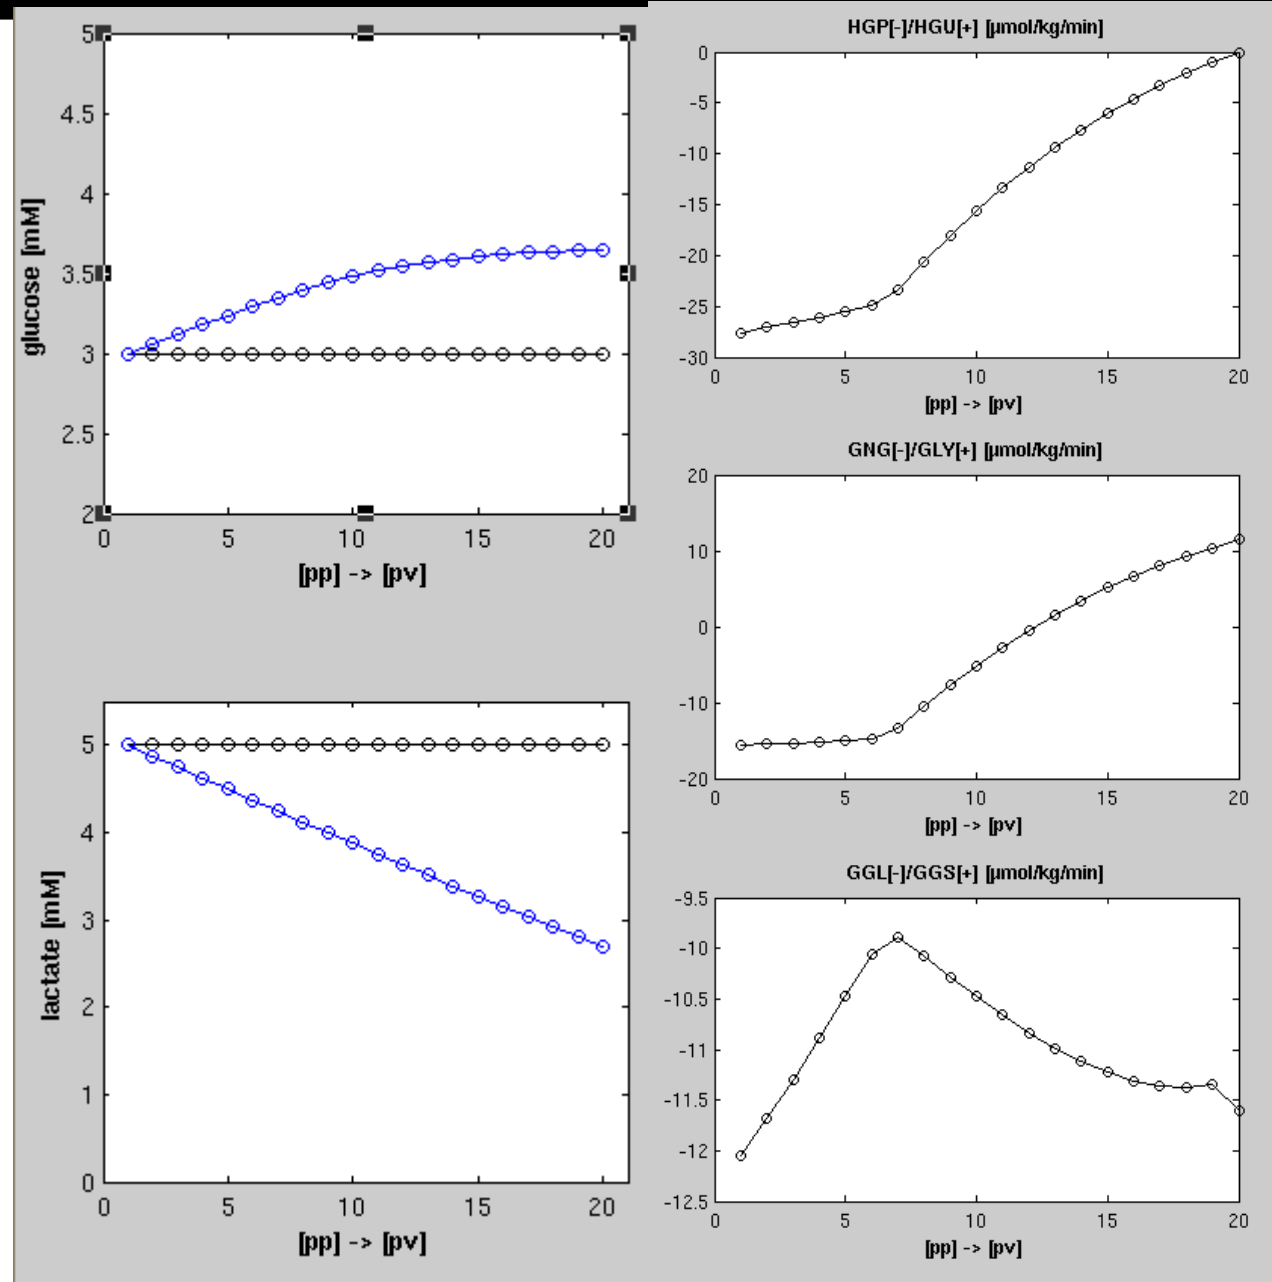 5
4.5
4
3.5
3
2.5
2
glucose [mM]
0 5 10 15 20
[pp] -> [pv]
5
4
3
2
1
0
lactate [mM]
0 5 10 15 20
[pp] -> [pv]
HGP[-]/HGU[+] [µmol/kg/min]
0
-5
-10
-15
-20
-25
-30
0 5 10 15 20
[pp] -> [pv]
GNG[-]/GLY[+] [µmol/kg/min]
20
10
0
-10
-20
0 5 10 15 20
[pp] -> [pv]
GGL[-]/GGS[+] [µmol/kg/min]
-9.5
-10
-10.5
-11
-11.5
-12
-12.5
0 5 10 15 20
[pp] -> [pv]